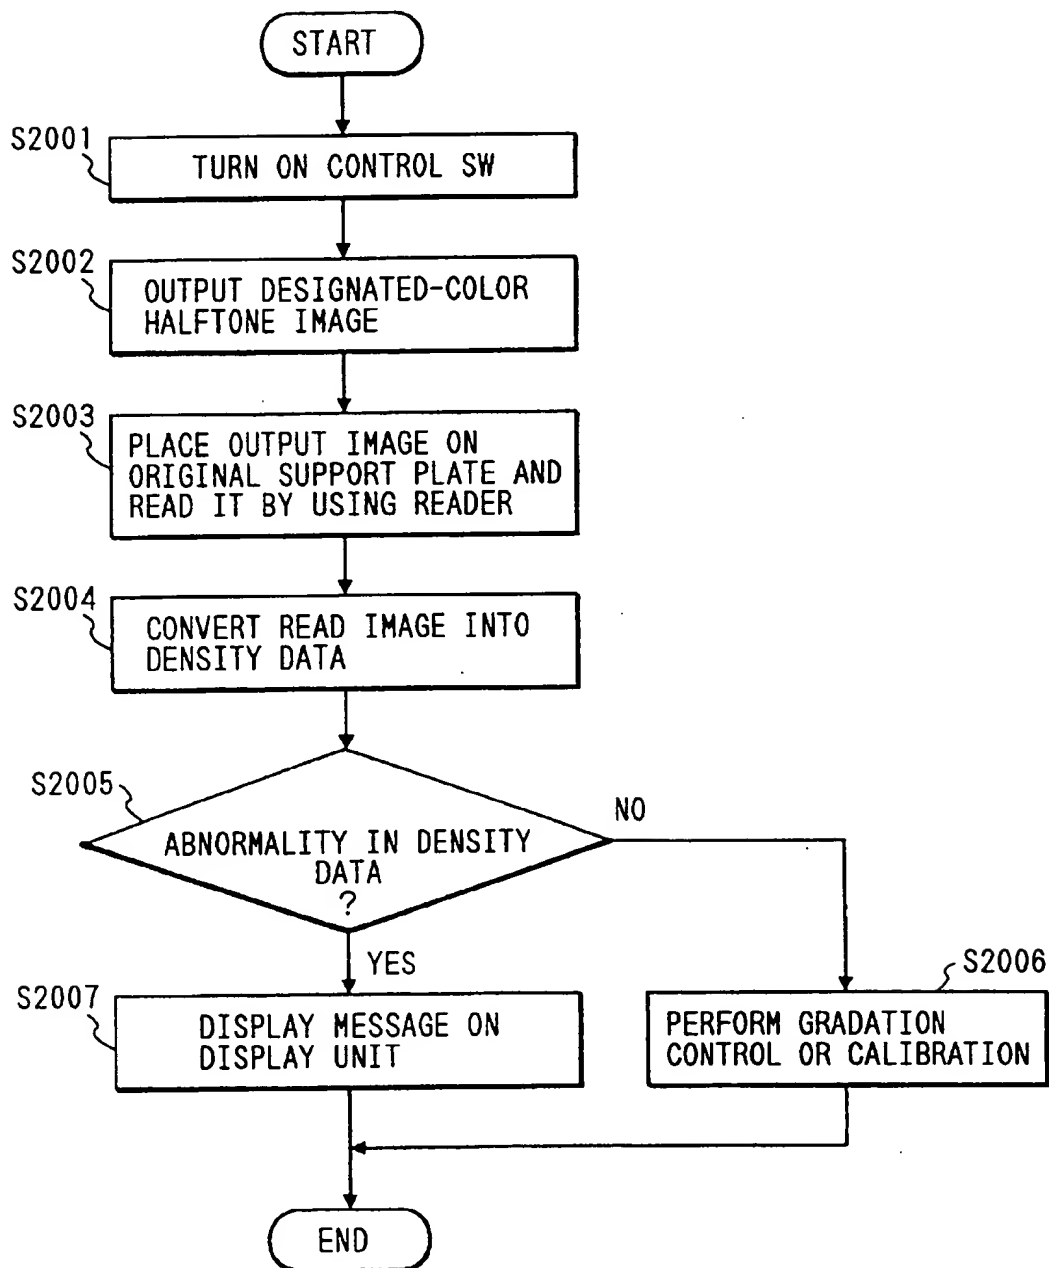 START
S2001
TURN ON CONTROL SW
S2002
OUTPUT DESIGNATED-COLOR
HALFTONE IMAGE
S2003
PLACE OUTPUT IMAGE ON
ORIGINAL SUPPORT PLATE AND
READ IT BY USING READER
S2004
CONVERT READ IMAGE INTO
DENSITY DATA
S2005
ABNORMALITY IN DENSITY
DATA
?
NO
YES
S2006
PERFORM GRADATION
CONTROL OR CALIBRATION
S2007
DISPLAY MESSAGE ON
DISPLAY UNIT
END